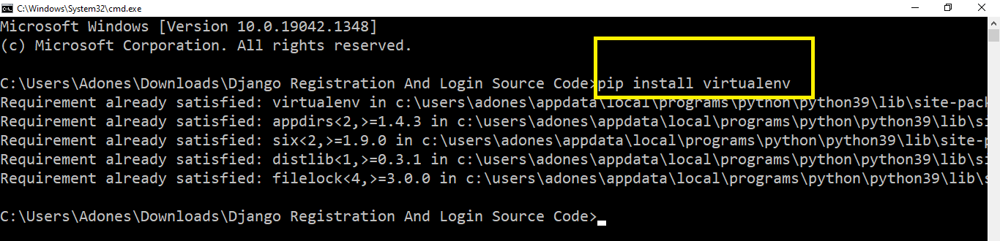 C:\Windows\System32\cmd.exe
Microsoft Windows [Version 10.0.19042.1348]
(c) Microsoft Corporation. All rights reserved.
C:\Users\Adones\Downloads\Django Registration And Login Source Code>pip install virtualenv
Requirement already satisfied: virtualenv in c:\users\adones\appdata\local\programs\python\python39\lib\site-pack
Requirement already satisfied: appdirs<2,>=1.4.3 in c:\users\adones\appdata\local\programs\python\python39\lib\si
Requirement already satisfied: six<2,>=1.9.0 in c:\users\adones\appdata\local\programs\python\python39\lib\site-p
Requirement already satisfied: distlib<1,>=0.3.1 in c:\users\adones\appdata\local\programs\python\python39\lib\si
Requirement already satisfied: filelock<4,>=3.0.0 in c:\users\adones\appdata\local\programs\python\python39\lib\s
C:\Users\Adones\Downloads\Django Registration And Login Source Code>